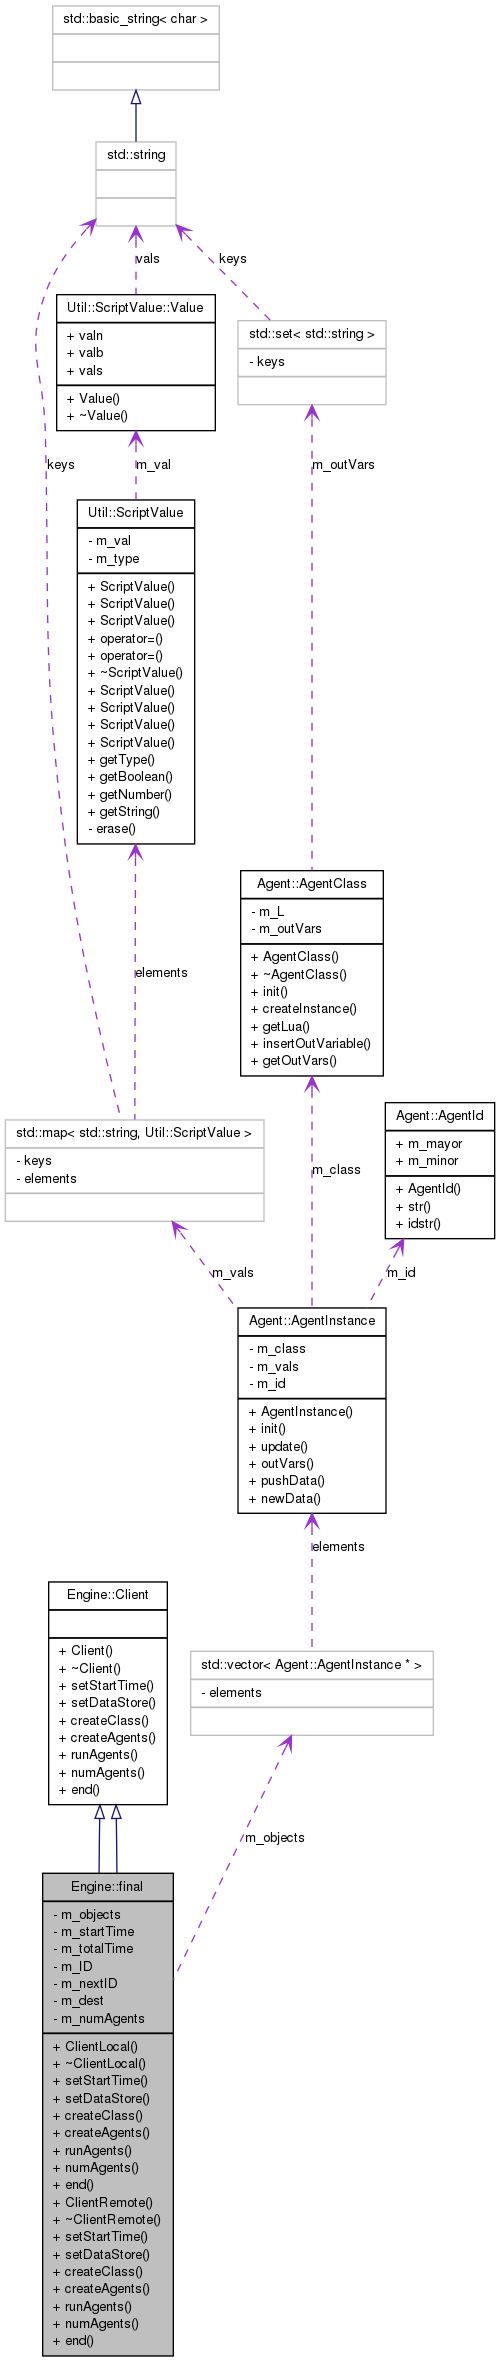 std::basic_string< char >
std::string
vals
keys
Util::ScriptValue::Value
+ valn
+ valb
+ vals
+ Value()
+ ~Value()
std::set< std::string >
- keys
keys
m_val
m_outVars
Util::ScriptValue
- m_val
- m_type
+ ScriptValue()
+ ScriptValue()
+ ScriptValue()
+ operator=()
+ operator=()
+ ~ScriptValue()
+ ScriptValue()
+ ScriptValue()
+ ScriptValue()
+ ScriptValue()
+ getType()
+ getBoolean()
+ getNumber()
+ getString()
- erase()
Agent::AgentClass
- m_L
- m_outVars
+ AgentClass()
+ ~AgentClass()
+ init()
+ createInstance()
+ getLua()
+ insertOutVariable()
+ getOutVars()
elements
std::map< std::string, Util::ScriptValue >
- keys
- elements
Agent::AgentId
+ m_mayor
+ m_minor
+ AgentId()
+ str()
+ idstr()
m_class
m_vals
m_id
Agent::AgentInstance
- m_class
- m_vals
- m_id
+ AgentInstance()
+ init()
+ update()
+ outVars()
+ pushData()
+ newData()
elements
Engine::Client
+ Client()
+ ~Client()
+ setStartTime()
+ setDataStore()
+ createClass()
+ createAgents()
+ runAgents()
+ numAgents()
+ end()
std::vector< Agent::AgentInstance * >
- elements
m_objects
Engine::final
- m_objects
- m_startTime
- m_totalTime
- m_ID
- m_nextID
- m_dest
- m_numAgents
+ ClientLocal()
+ ~ClientLocal()
+ setStartTime()
+ setDataStore()
+ createClass()
+ createAgents()
+ runAgents()
+ numAgents()
+ end()
+ ClientRemote()
+ ~ClientRemote()
+ setStartTime()
+ setDataStore()
+ createClass()
+ createAgents()
+ runAgents()
+ numAgents()
+ end()